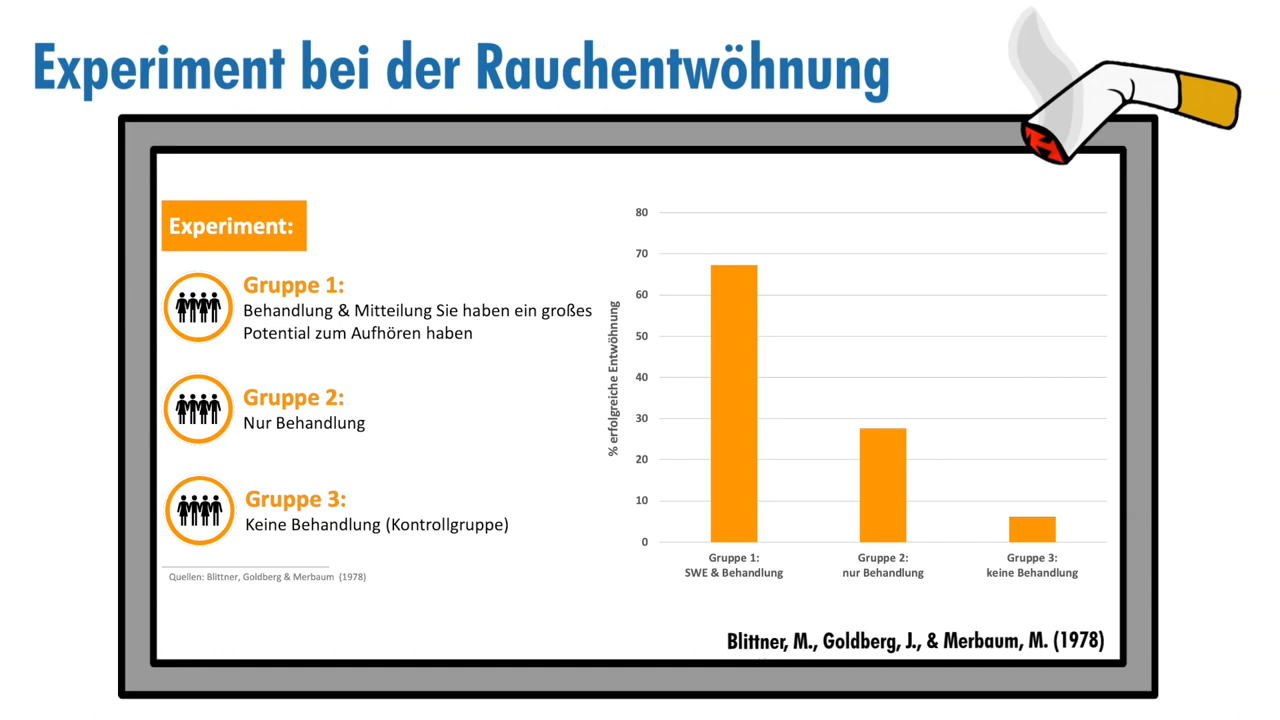 Experiment bei der Rauchentwöhnung
Experiment:
Gruppe 1:
Behandlung & Mitteilung Sie haben ein großes
Potential zum Aufhören haben
Gruppe 2:
Nur Behandlung
Gruppe 3:
Keine Behandlung (Kontrollgruppe)
Quellen: Blittner, Goldberg & Merbaum (1978)
% erfolgreiche Entwöhnung
80
70
60
50
40
30
20
10
0
Gruppe 1:
SWE & Behandlung
Gruppe 2:
nur Behandlung
Gruppe 3:
keine Behandlung
Blittner, M., Goldberg, J., & Merbaum, M. (1978)